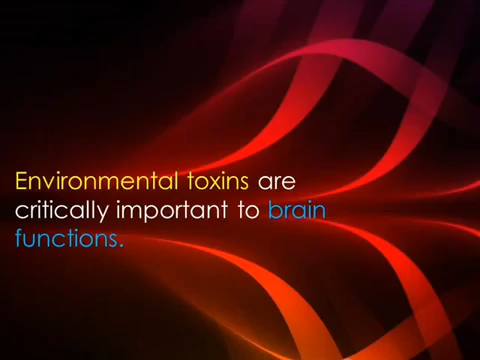 Environmental toxins are
critically important to brain
functions.